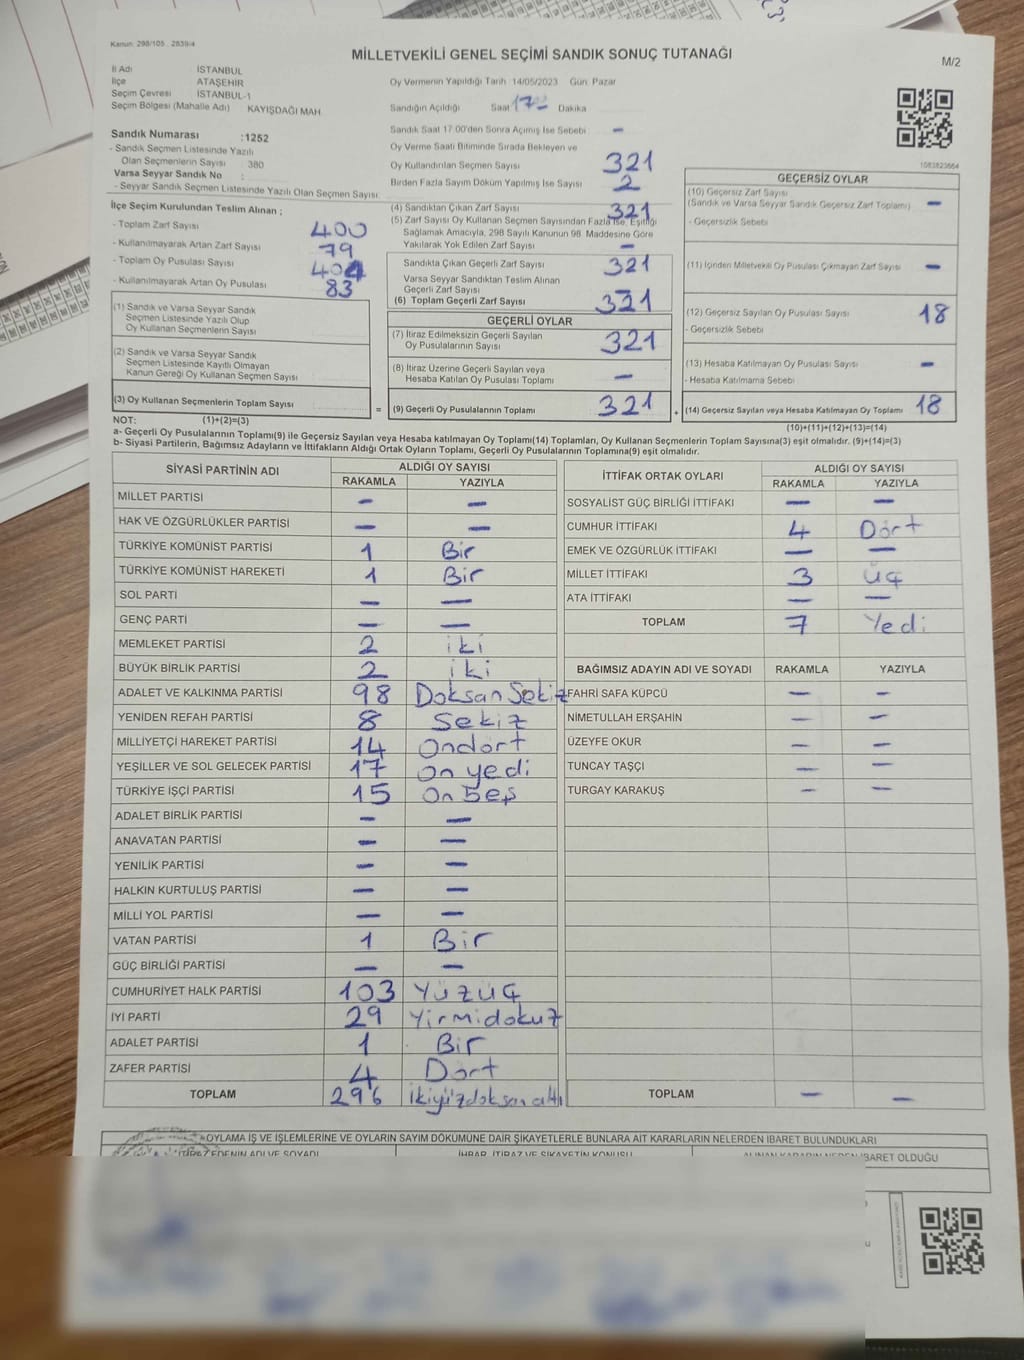 Kanun: 298/105 . 2839/4
MİLLETVEKİLİ GENEL SEÇİMİ SANDIK SONUÇ TUTANAĞI
M/2
İl Adı İSTANBUL
İlçe ATAŞEHİR
Seçim Çevresi İSTANBUL-1
Seçim Bölgesi (Mahalle Adı) KAYIŞDAĞI MAH.
Oy Vermenin Yapıldığı Tarih 14/05/2023 Gün: Pazar
Sandığın Açıldığı Saat 17 Dakika
Sandık Numarası : 1252
- Sandık Seçmen Listesinde Yazılı
Olan Seçmenlerin Sayısı : 380
Varsa Seyyar Sandık No :
- Seyyar Sandık Seçmen Listesinde Yazılı Olan Seçmen Sayısı:
Sandık Saat 17.00'den Sonra Açılmış İse Sebebi –
Oy Verme Saati Bitiminde Sırada Bekleyen ve
Oy Kullandırılan Seçmen Sayısı 321
Birden Fazla Sayım Döküm Yapılmış İse Sayısı 2
1083823664
İlçe Seçim Kurulundan Teslim Alınan ;
- Toplam Zarf Sayısı 400
- Kullanılmayarak Artan Zarf Sayısı 79
- Toplam Oy Pusulası Sayısı 404
- Kullanılmayarak Artan Oy Pusulası 83
(1) Sandık ve Varsa Seyyar Sandık
Seçmen Listesinde Yazılı Olup
Oy Kullanan Seçmenlerin Sayısı
(2) Sandık ve Varsa Seyyar Sandık
Seçmen Listesinde Kayıtlı Olmayan
Kanun Gereği Oy Kullanan Seçmen Sayısı
(3) Oy Kullanan Seçmenlerin Toplam Sayısı =
(4) Sandıktan Çıkan Zarf Sayısı 321
(5) Zarf Sayısı Oy Kullanan Seçmen Sayısından Fazla İse, Eşitliği
Sağlamak Amacıyla, 298 Sayılı Kanunun 98. Maddesine Göre
Yakılarak Yok Edilen Zarf Sayısı –
Sandıkta Çıkan Geçerli Zarf Sayısı 321
Varsa Seyyar Sandıktan Teslim Alınan
Geçerli Zarf Sayısı
(6) Toplam Geçerli Zarf Sayısı 321
GEÇERLİ OYLAR
(7) İtiraz Edilmeksizin Geçerli Sayılan
Oy Pusulalarının Sayısı 321
(8) İtiraz Üzerine Geçerli Sayılan veya
Hesaba Katılan Oy Pusulası Toplamı –
(9) Geçerli Oy Pusulalarının Toplamı 321 +
GEÇERSİZ OYLAR
(10) Geçersiz Zarf Sayısı
(Sandık ve Varsa Seyyar Sandık Geçersiz Zarf Toplamı) –
- Geçersizlik Sebebi
(11) İçinden Milletvekili Oy Pusulası Çıkmayan Zarf Sayısı –
(12) Geçersiz Sayılan Oy Pusulası Sayısı 18
- Geçersizlik Sebebi
(13) Hesaba Katılmayan Oy Pusulası Sayısı –
- Hesaba Katılmama Sebebi
(14) Geçersiz Sayılan veya Hesaba Katılmayan Oy Toplamı 18
NOT: (1)+(2)=(3) (10)+(11)+(12)+(13)=(14)
a- Geçerli Oy Pusulalarının Toplamı(9) ile Geçersiz Sayılan veya Hesaba katılmayan Oy Toplamı(14) Toplamları, Oy Kullanan Seçmenlerin Toplam Sayısına(3) eşit olmalıdır. (9)+(14)=(3)
b- Siyasi Partilerin, Bağımsız Adayların ve İttifakların Aldığı Ortak Oyların Toplamı, Geçerli Oy Pusulalarının Toplamına(9) eşit olmalıdır.
SİYASİ PARTİNİN ADI ALDIĞI OY SAYISI
RAKAMLA YAZIYLA
MİLLET PARTİSİ – –
HAK VE ÖZGÜRLÜKLER PARTİSİ – –
TÜRKİYE KOMÜNİST PARTİSİ 1 Bir
TÜRKİYE KOMÜNİST HAREKETİ 1 Bir
SOL PARTİ – –
GENÇ PARTİ – –
MEMLEKET PARTİSİ 2 iki
BÜYÜK BİRLİK PARTİSİ 2 iki
ADALET VE KALKINMA PARTİSİ 98 Doksan Sekiz
YENİDEN REFAH PARTİSİ 8 Sekiz
MİLLİYETÇİ HAREKET PARTİSİ 14 Ondört
YEŞİLLER VE SOL GELECEK PARTİSİ 17 On yedi
TÜRKİYE İŞÇİ PARTİSİ 15 On beş
ADALET BİRLİK PARTİSİ – –
ANAVATAN PARTİSİ – –
YENİLİK PARTİSİ – –
HALKIN KURTULUŞ PARTİSİ – –
MİLLİ YOL PARTİSİ – –
VATAN PARTİSİ 1 Bir
GÜÇ BİRLİĞİ PARTİSİ – –
CUMHURİYET HALK PARTİSİ 103 Yüzüç
İYİ PARTİ 29 Yirmidokuz
ADALET PARTİSİ 1 Bir
ZAFER PARTİSİ 4 Dört
TOPLAM 296 ikiyüzdoksan altı
İTTİFAK ORTAK OYLARI ALDIĞI OY SAYISI
RAKAMLA YAZIYLA
SOSYALİST GÜÇ BİRLİĞİ İTTİFAKI – –
CUMHUR İTTİFAKI 4 Dört
EMEK VE ÖZGÜRLÜK İTTİFAKI – –
MİLLET İTTİFAKI 3 üç
ATA İTTİFAKI – –
TOPLAM 7 Yedi
BAĞIMSIZ ADAYIN ADI VE SOYADI RAKAMLA YAZIYLA
FAHRİ SAFA KÜPCÜ – –
NİMETULLAH ERŞAHİN – –
ÜZEYFE OKUR – –
TUNCAY TAŞÇI – –
TURGAY KARAKUŞ – –
TOPLAM – –
OYLAMA İŞ VE İŞLEMLERİNE VE OYLARIN SAYIM DÖKÜMÜNE DAİR ŞİKAYETLERLE BUNLARA AİT KARARLARIN NELERDEN İBARET BULUNDUKLARI
İTİRAZ EDENİN ADI VE SOYADI İHBAR, İTİRAZ VE ŞİKAYETİN KONUSU ALINAN KARARIN NEDEN İBARET OLDUĞU